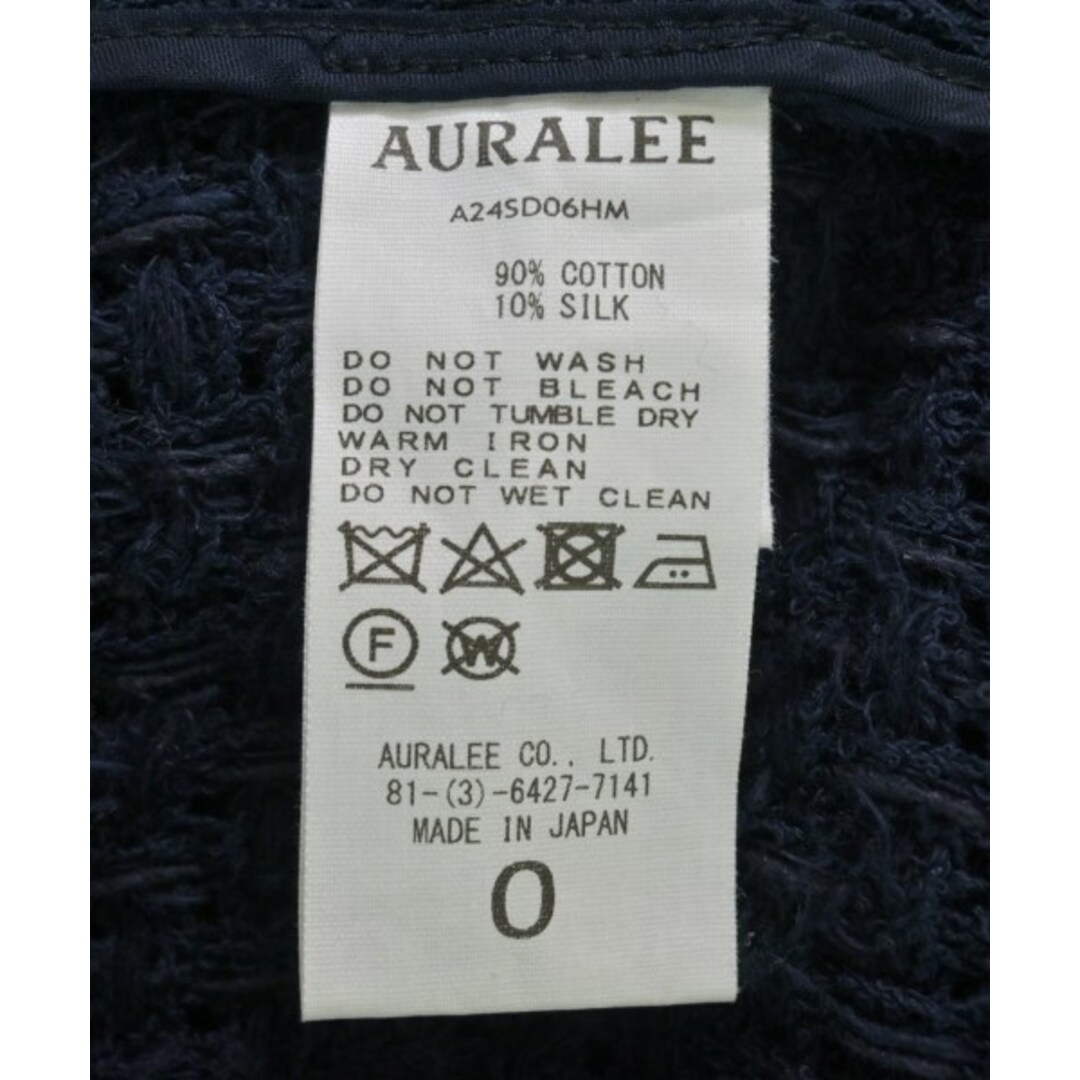 AURALEE
A24SD06HM
90% COTTON
10% SILK
DO NOT WASH
DO NOT BLEACH
DO NOT TUMBLE DRY
WARM IRON
DRY CLEAN
DO NOT WET CLEAN
F W
AURALEE CO., LTD.
81-(3)-6427-7141
MADE IN JAPAN
0